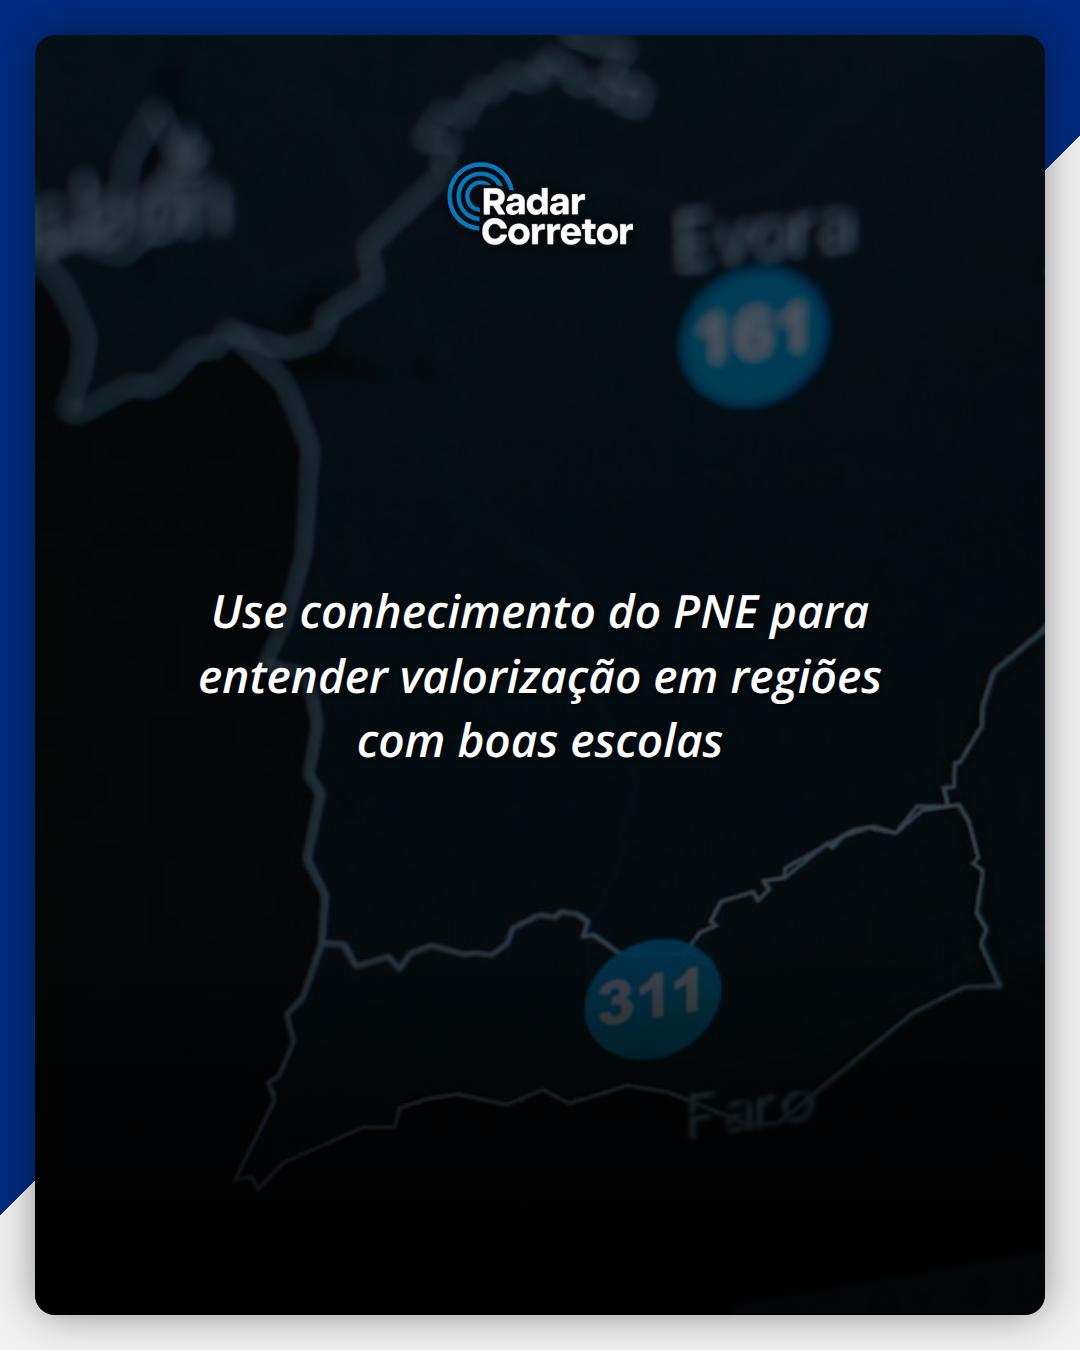 Radar
Corretor
Evora
161
Use conhecimento do PNE para
entender valorização em regiões
com boas escolas
311
Faro